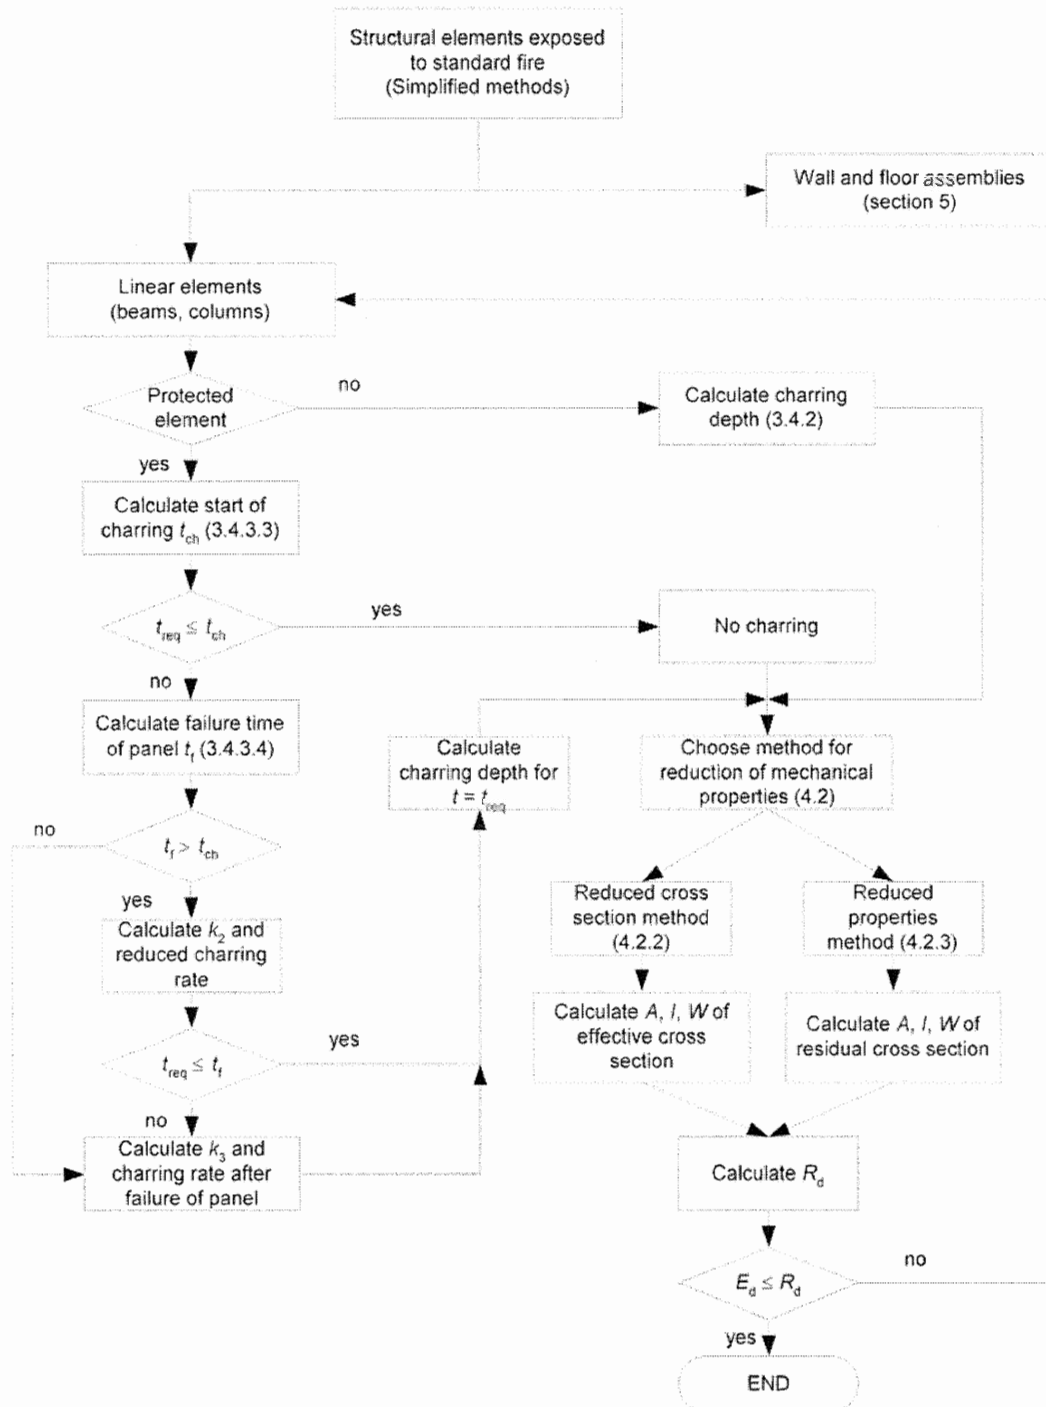 Structural elements exposed
to standard fire
(Simplified methods)
Wall and floor assemblies
(section 5)
Linear elements
(beams, columns)
Protected
element
no
Calculate charring
depth (3.4.2)
yes
Calculate start of
charring t_ch (3.4.3.3)
t_req ≤ t_ch
yes
No charring
no
Calculate failure time
of panel t_f (3.4.3.4)
Calculate
charring depth for
t = t_req
Choose method for
reduction of mechanical
properties (4.2)
no
t_f > t_ch
yes
Calculate k_2 and
reduced charring
rate
Reduced cross
section method
(4.2.2)
Reduced
properties
method (4.2.3)
Calculate A, I, W of
effective cross
section
Calculate A, I, W of
residual cross section
t_req ≤ t_f
yes
no
Calculate k_3 and
charring rate after
failure of panel
Calculate R_d
E_d ≤ R_d
no
yes
END